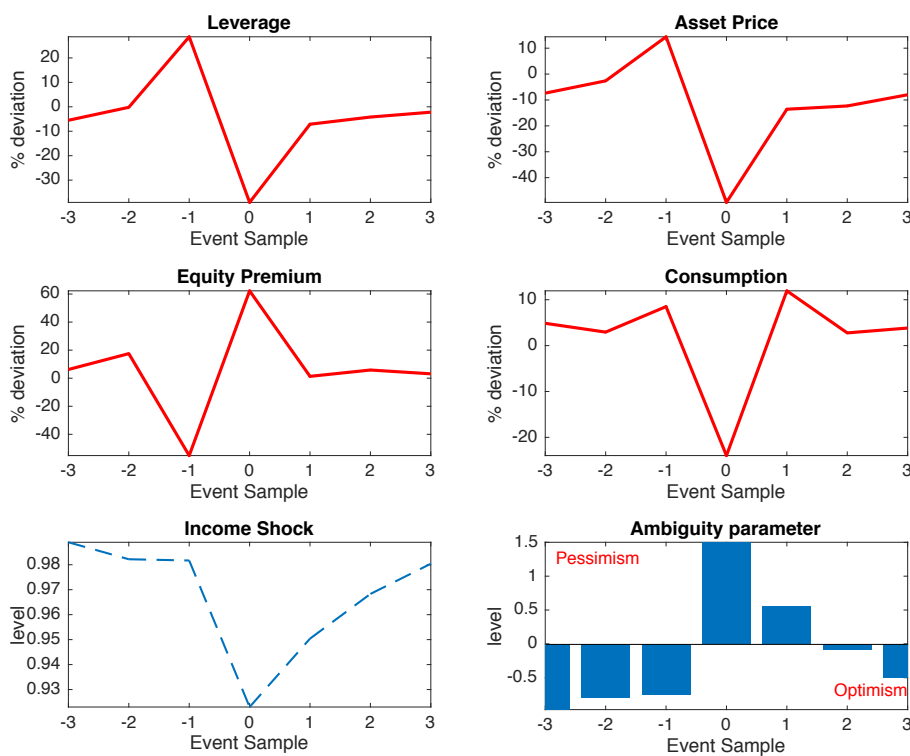 Leverage
% deviation
20
10
0
-10
-20
-30
-3 -2 -1 0 1 2 3
Event Sample
Asset Price
% deviation
10
0
-10
-20
-30
-40
-3 -2 -1 0 1 2 3
Event Sample
Equity Premium
% deviation
60
40
20
0
-20
-40
-3 -2 -1 0 1 2 3
Event Sample
Consumption
% deviation
10
0
-10
-20
-3 -2 -1 0 1 2 3
Event Sample
Income Shock
level
0.98
0.97
0.96
0.95
0.94
0.93
-3 -2 -1 0 1 2 3
Event Sample
Ambiguity parameter
level
1.5
1
0.5
0
-0.5
Pessimism
Optimism
-3 -2 -1 0 1 2 3
Event Sample